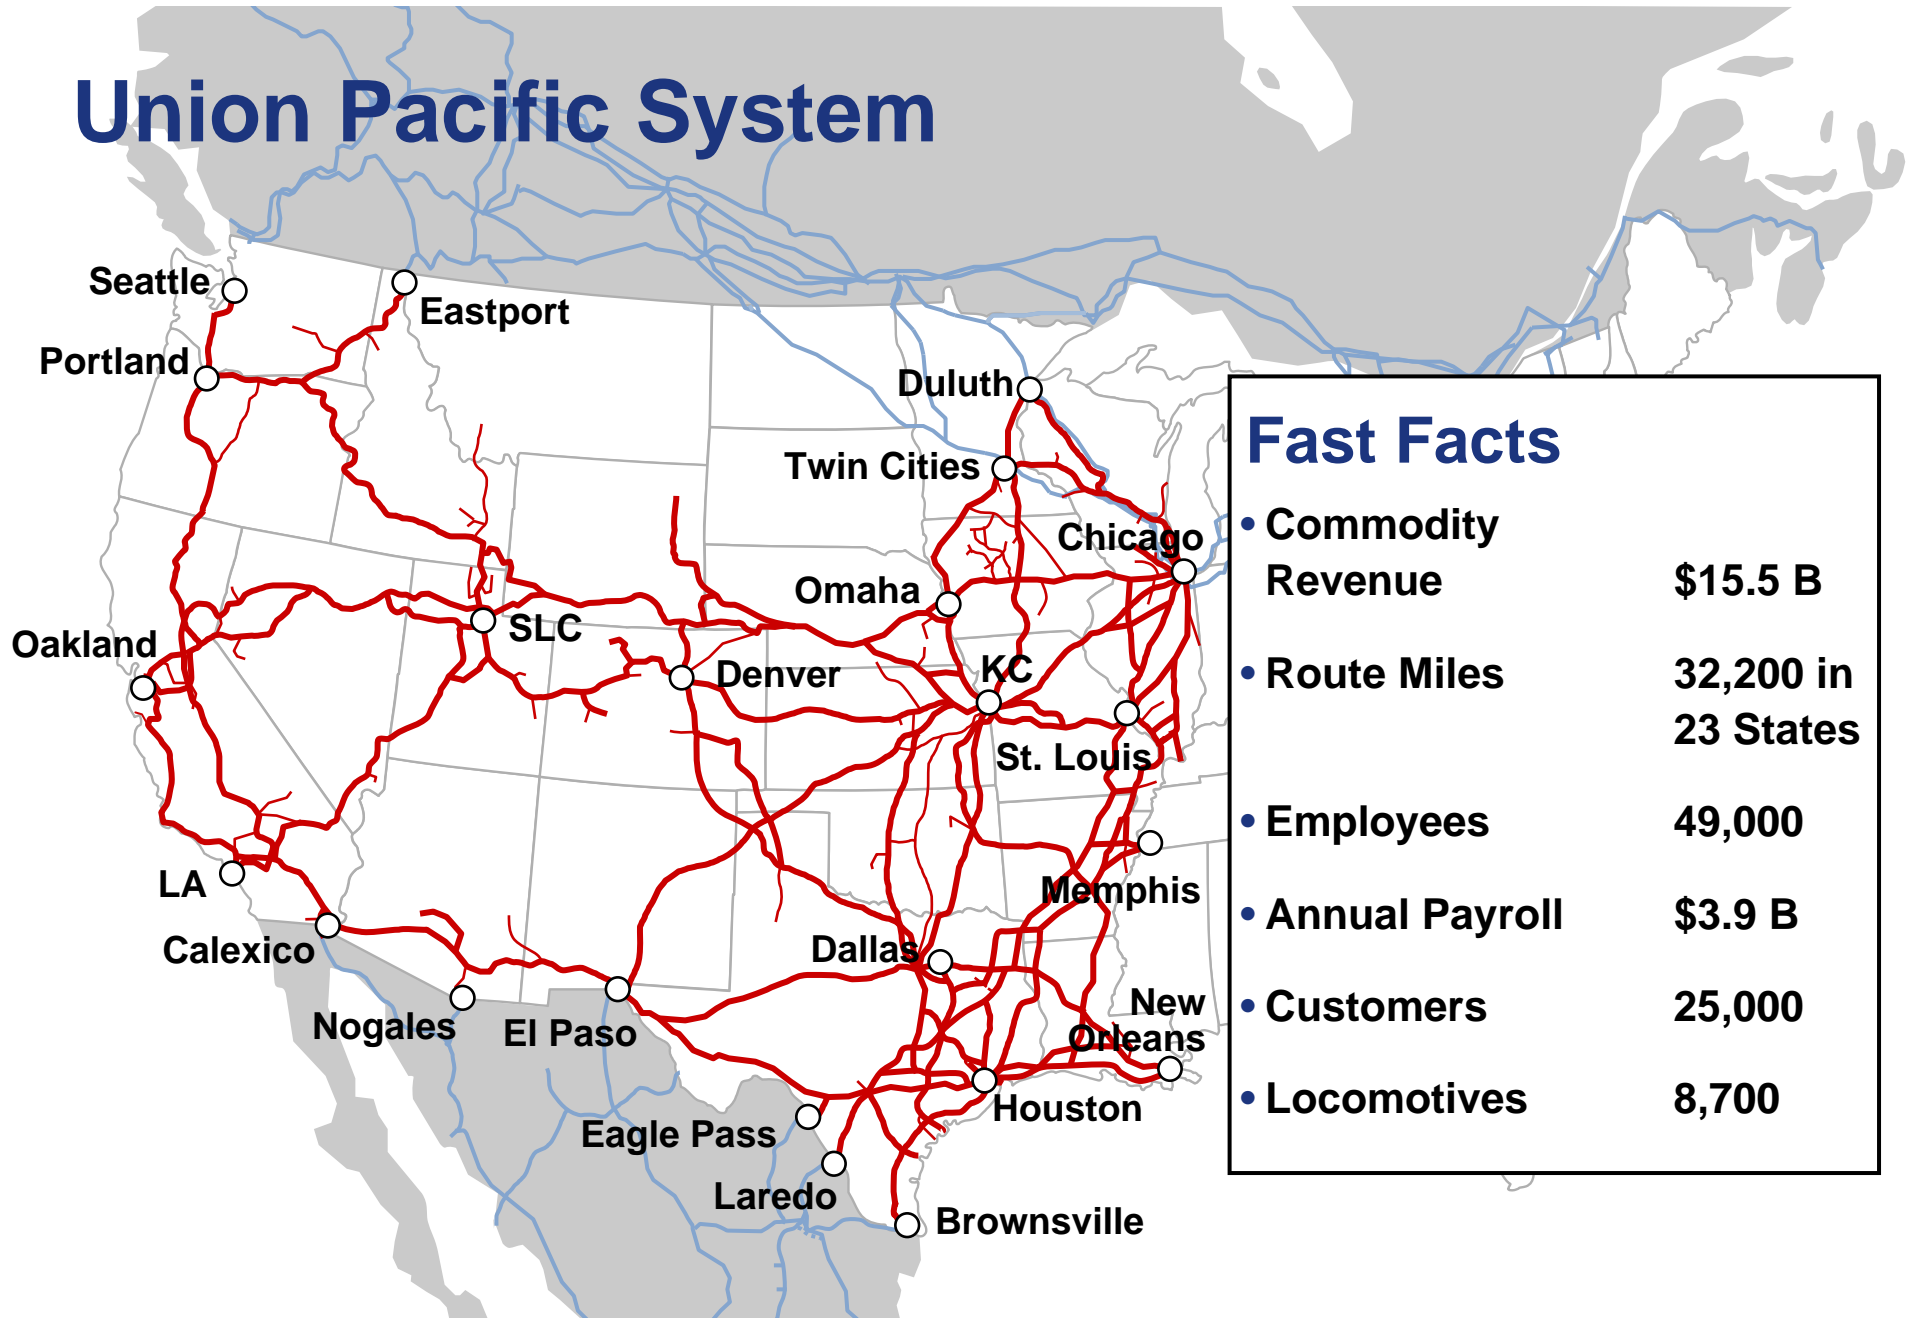 Union Pacific System
Seattle
Eastport
Portland
Duluth
Twin Cities
Chicago
Omaha
SLC
Oakland
Denver
KC
St. Louis
LA
Memphis
Calexico
Dallas
Nogales
El Paso
New
Orleans
Houston
Eagle Pass
Laredo
Brownsville
Fast Facts
• Commodity
Revenue $15.5 B
• Route Miles 32,200 in
23 States
• Employees 49,000
• Annual Payroll $3.9 B
• Customers 25,000
• Locomotives 8,700